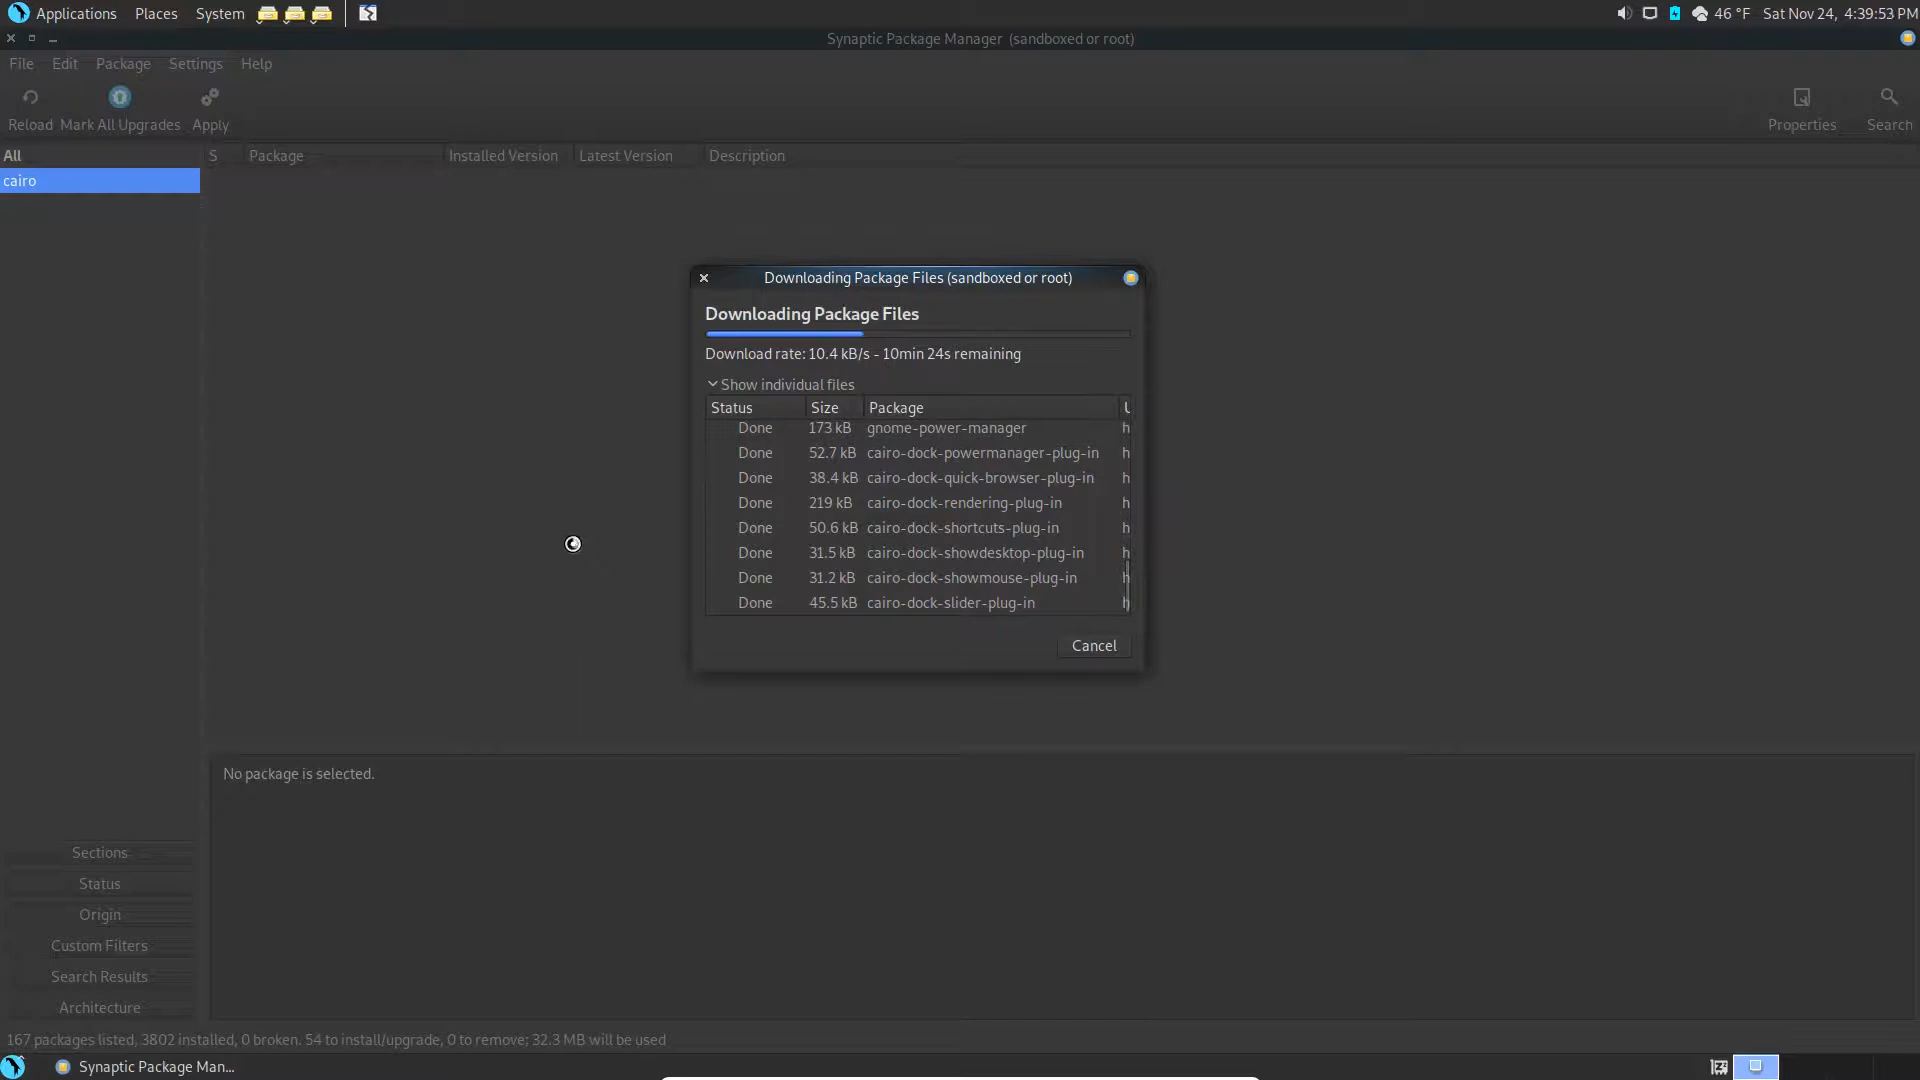 Applications Places System 46 °F Sat Nov 24, 4:39:53 PM
Synaptic Package Manager (sandboxed or root)
File Edit Package Settings Help
Reload Mark All Upgrades Apply Properties Search
All S Package Installed Version Latest Version Description
cairo
Downloading Package Files (sandboxed or root)
Downloading Package Files
Download rate: 10.4 kB/s - 10min 24s remaining
Show individual files
Status Size Package U
Done 173 kB gnome-power-manager h
Done 52.7 kB cairo-dock-powermanager-plug-in h
Done 38.4 kB cairo-dock-quick-browser-plug-in h
Done 219 kB cairo-dock-rendering-plug-in h
Done 50.6 kB cairo-dock-shortcuts-plug-in h
Done 31.5 kB cairo-dock-showdesktop-plug-in h
Done 31.2 kB cairo-dock-showmouse-plug-in h
Done 45.5 kB cairo-dock-slider-plug-in h
Cancel
No package is selected.
Sections
Status
Origin
Custom Filters
Search Results
Architecture
167 packages listed, 3802 installed, 0 broken. 54 to install/upgrade, 0 to remove; 32.3 MB will be used
Synaptic Package Man...